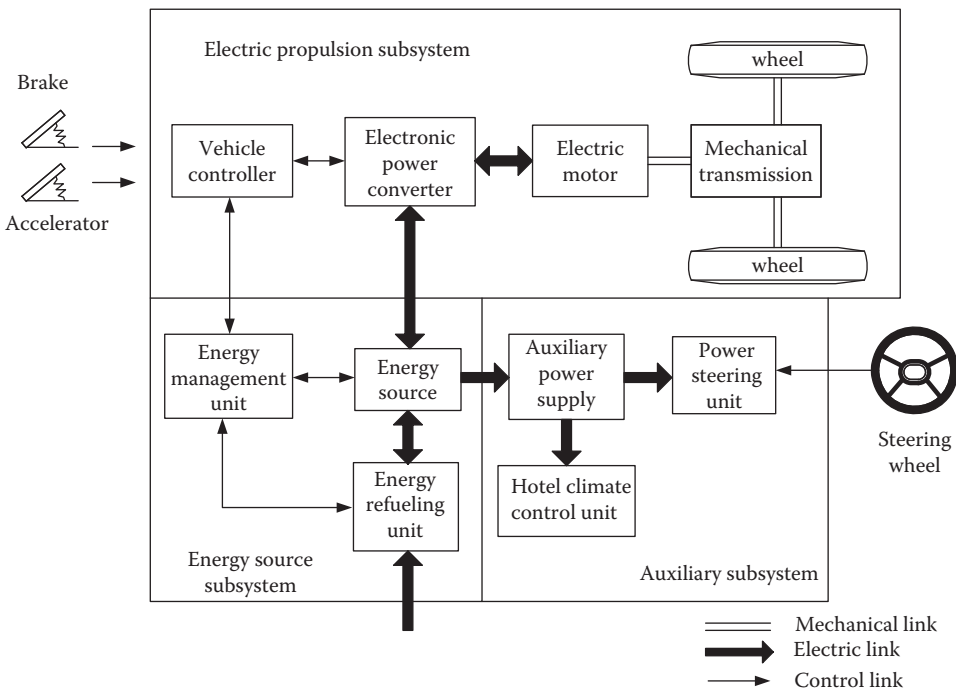 Electric propulsion subsystem
wheel
Brake
Vehicle
controller
Electronic
power
converter
Electric
motor
Mechanical
transmission
Accelerator
wheel
Energy
management
unit
Energy
source
Auxiliary
power
supply
Power
steering
unit
Steering
wheel
Energy
refueling
unit
Hotel climate
control unit
Energy source
subsystem
Auxiliary subsystem
Mechanical link
Electric link
Control link